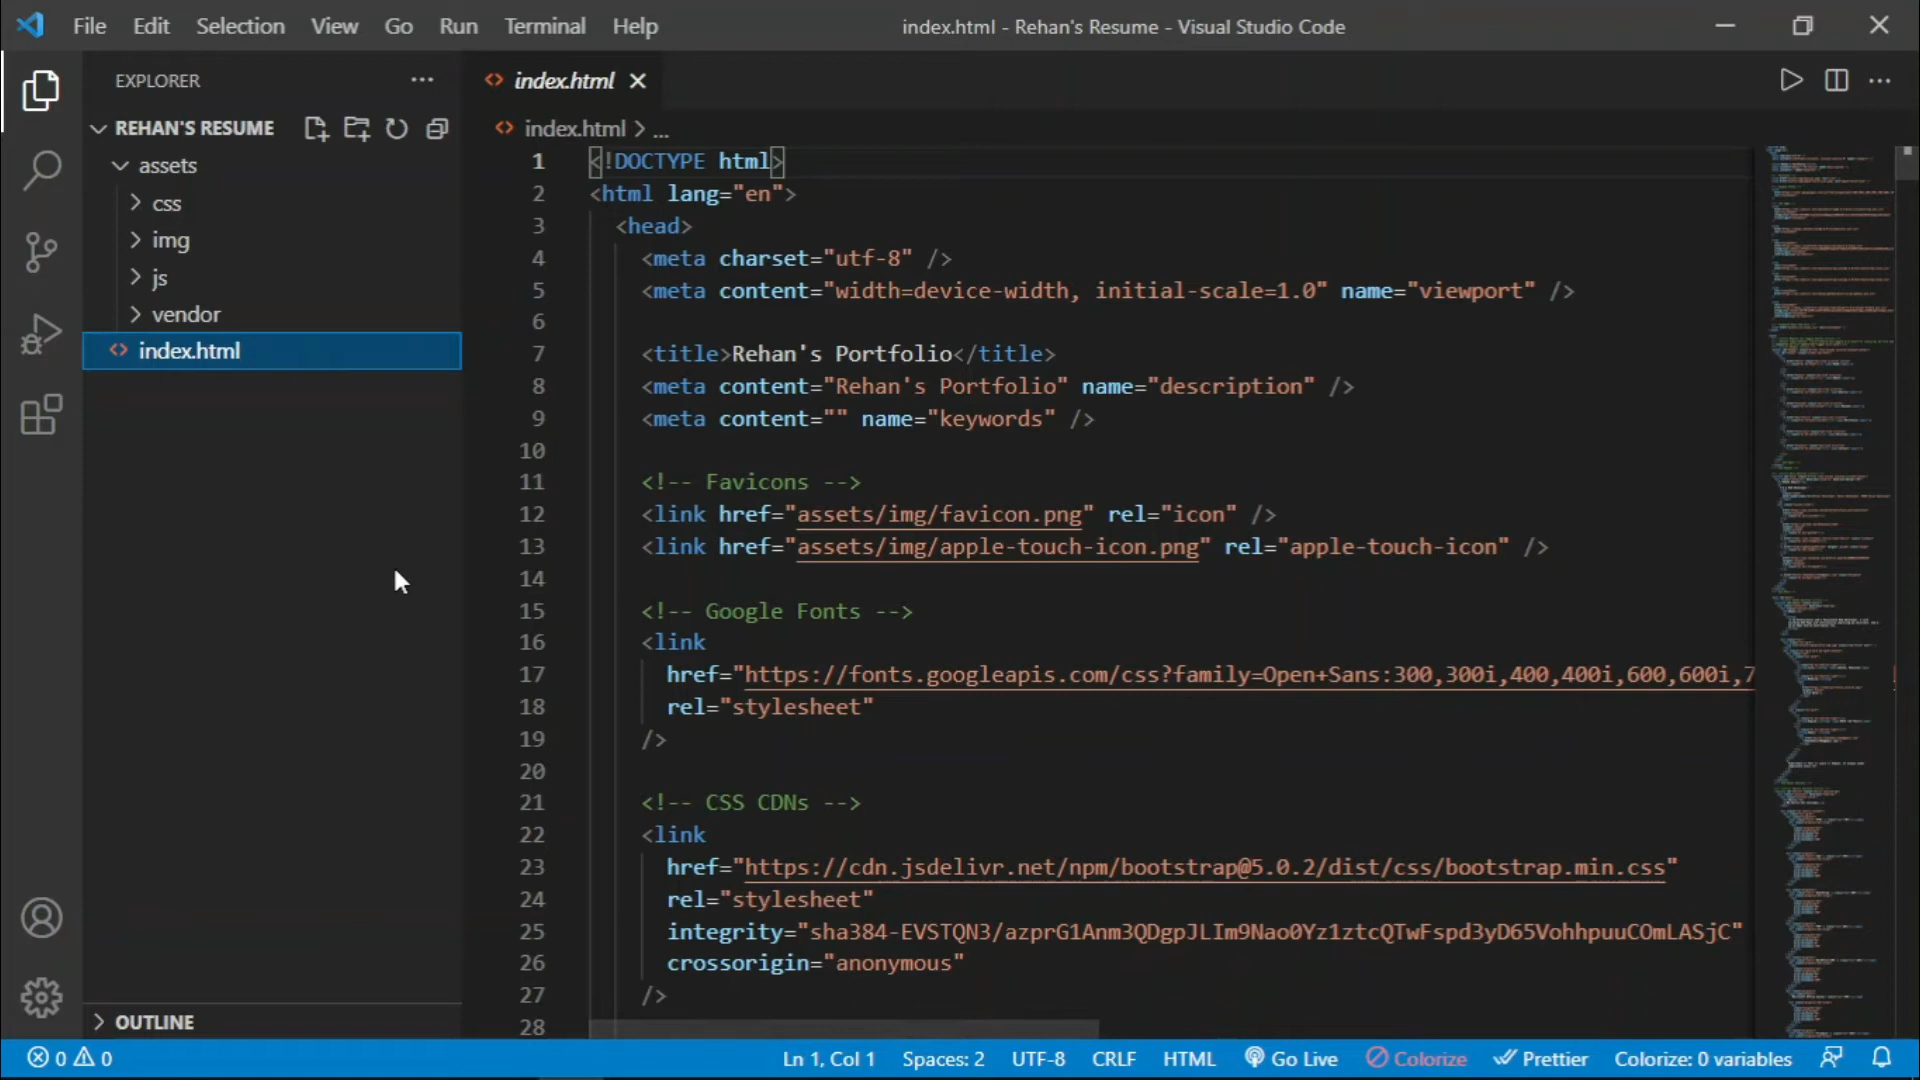 File Edit Selection View Go Run Terminal Help
index.html - Rehan's Resume - Visual Studio Code
EXPLORER
REHAN'S RESUME
assets
css
img
js
vendor
index.html
OUTLINE
index.html
index.html > ...
1 <!DOCTYPE html>
2 <html lang="en">
3 <head>
4 <meta charset="utf-8" />
5 <meta content="width=device-width, initial-scale=1.0" name="viewport" />
6
7 <title>Rehan's Portfolio</title>
8 <meta content="Rehan's Portfolio" name="description" />
9 <meta content="" name="keywords" />
10
11 <!-- Favicons -->
12 <link href="assets/img/favicon.png" rel="icon" />
13 <link href="assets/img/apple-touch-icon.png" rel="apple-touch-icon" />
14
15 <!-- Google Fonts -->
16 <link
17 href="https://fonts.googleapis.com/css?family=Open+Sans:300,300i,400,400i,600,600i,7
18 rel="stylesheet"
19 />
20
21 <!-- CSS CDNs -->
22 <link
23 href="https://cdn.jsdelivr.net/npm/bootstrap@5.0.2/dist/css/bootstrap.min.css"
24 rel="stylesheet"
25 integrity="sha384-EVSTQN3/azprG1Anm3QDgpJLIm9Nao0Yz1ztcQTwFspd3yD65VohhpuuCOmLASjC"
26 crossorigin="anonymous"
27 />
28
0 0
Ln 1, Col 1 Spaces: 2 UTF-8 CRLF HTML Go Live Colorize Prettier Colorize: 0 variables